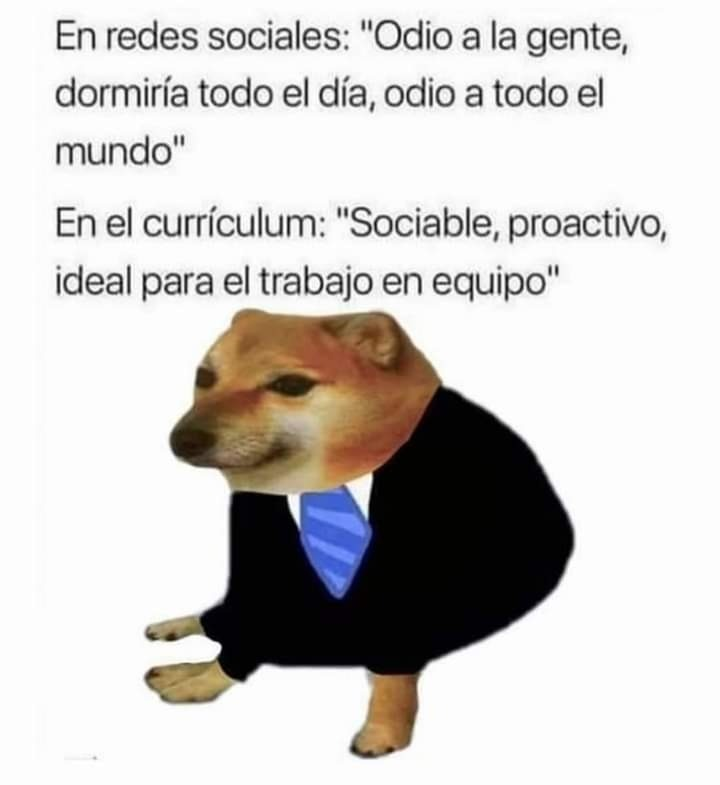 En redes sociales: "Odio a la gente,
dormiría todo el día, odio a todo el
mundo"
En el currículum: "Sociable, proactivo,
ideal para el trabajo en equipo"